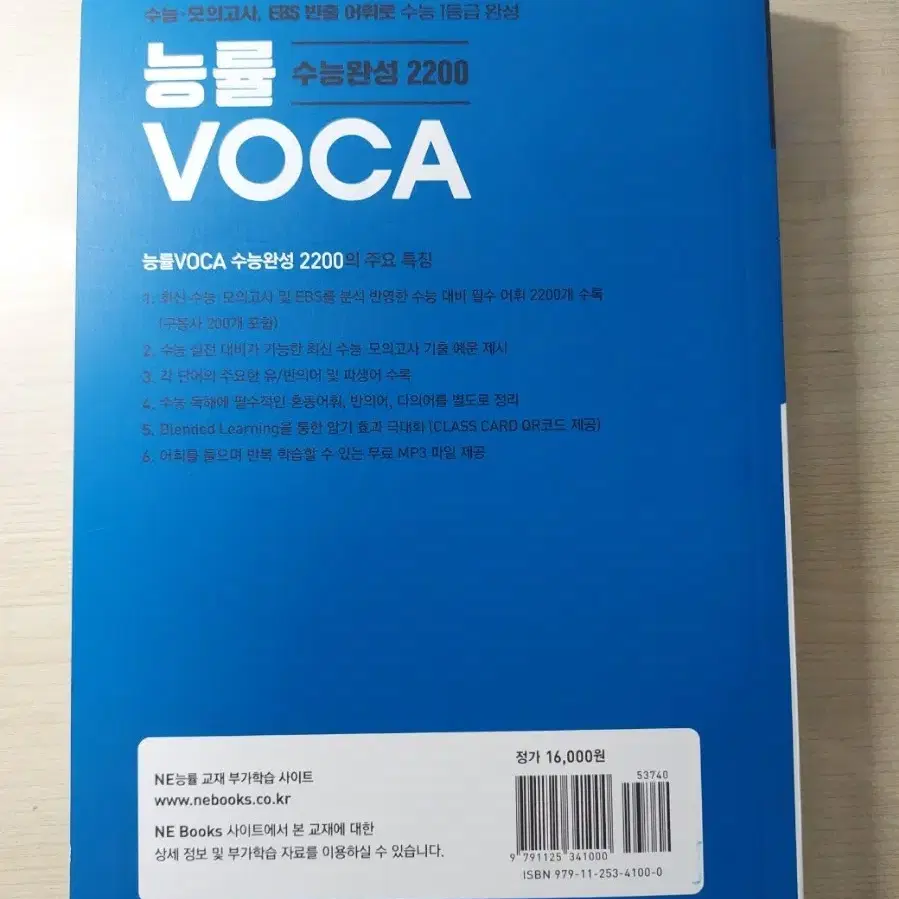 수능·모의고사, EBS 빈출 어휘로 수능 1등급 완성
능률 수능완성 2200
VOCA
능률VOCA 수능완성 2200의 주요 특징
1. 최신 수능·모의고사 및 EBS를 분석 반영한 수능 대비 필수 어휘 2200개 수록
(구동사 200개 포함)
2. 수능 실전 대비가 가능한 최신 수능·모의고사 기출 예문 제시
3. 각 단어의 주요한 유/반의어 및 파생어 수록
4. 수능 독해에 필수적인 혼동어휘, 반의어, 다의어를 별도로 정리
5. Blended Learning을 통한 암기 효과 극대화 (CLASS CARD QR코드 제공)
6. 어휘를 들으며 반복 학습할 수 있는 무료 MP3 파일 제공
NE능률 교재 부가학습 사이트
www.nebooks.co.kr
NE Books 사이트에서 본 교재에 대한
상세 정보 및 부가학습 자료를 이용하실 수 있습니다.
정가 16,000원
53740
9 791125 341000
ISBN 979-11-253-4100-0